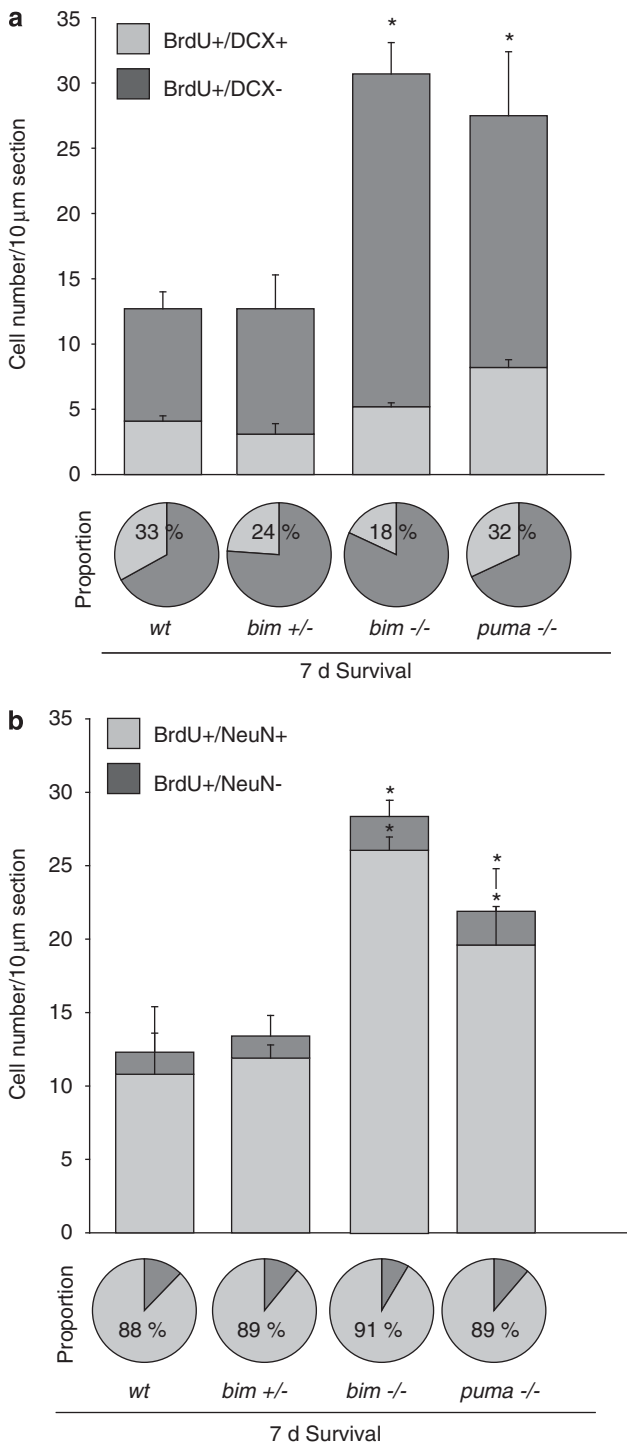 a
35
30
25
20
15
10
5
0
Cell number/10 μm section
BrdU+/DCX+
BrdU+/DCX-
*
*
Proportion
33 %
24 %
18 %
32 %
wt
bim +/-
bim -/-
puma -/-
7 d Survival
b
35
30
25
20
15
10
5
0
Cell number/10 μm section
BrdU+/NeuN+
BrdU+/NeuN-
*
*
*
*
Proportion
88 %
89 %
91 %
89 %
wt
bim +/-
bim -/-
puma -/-
7 d Survival